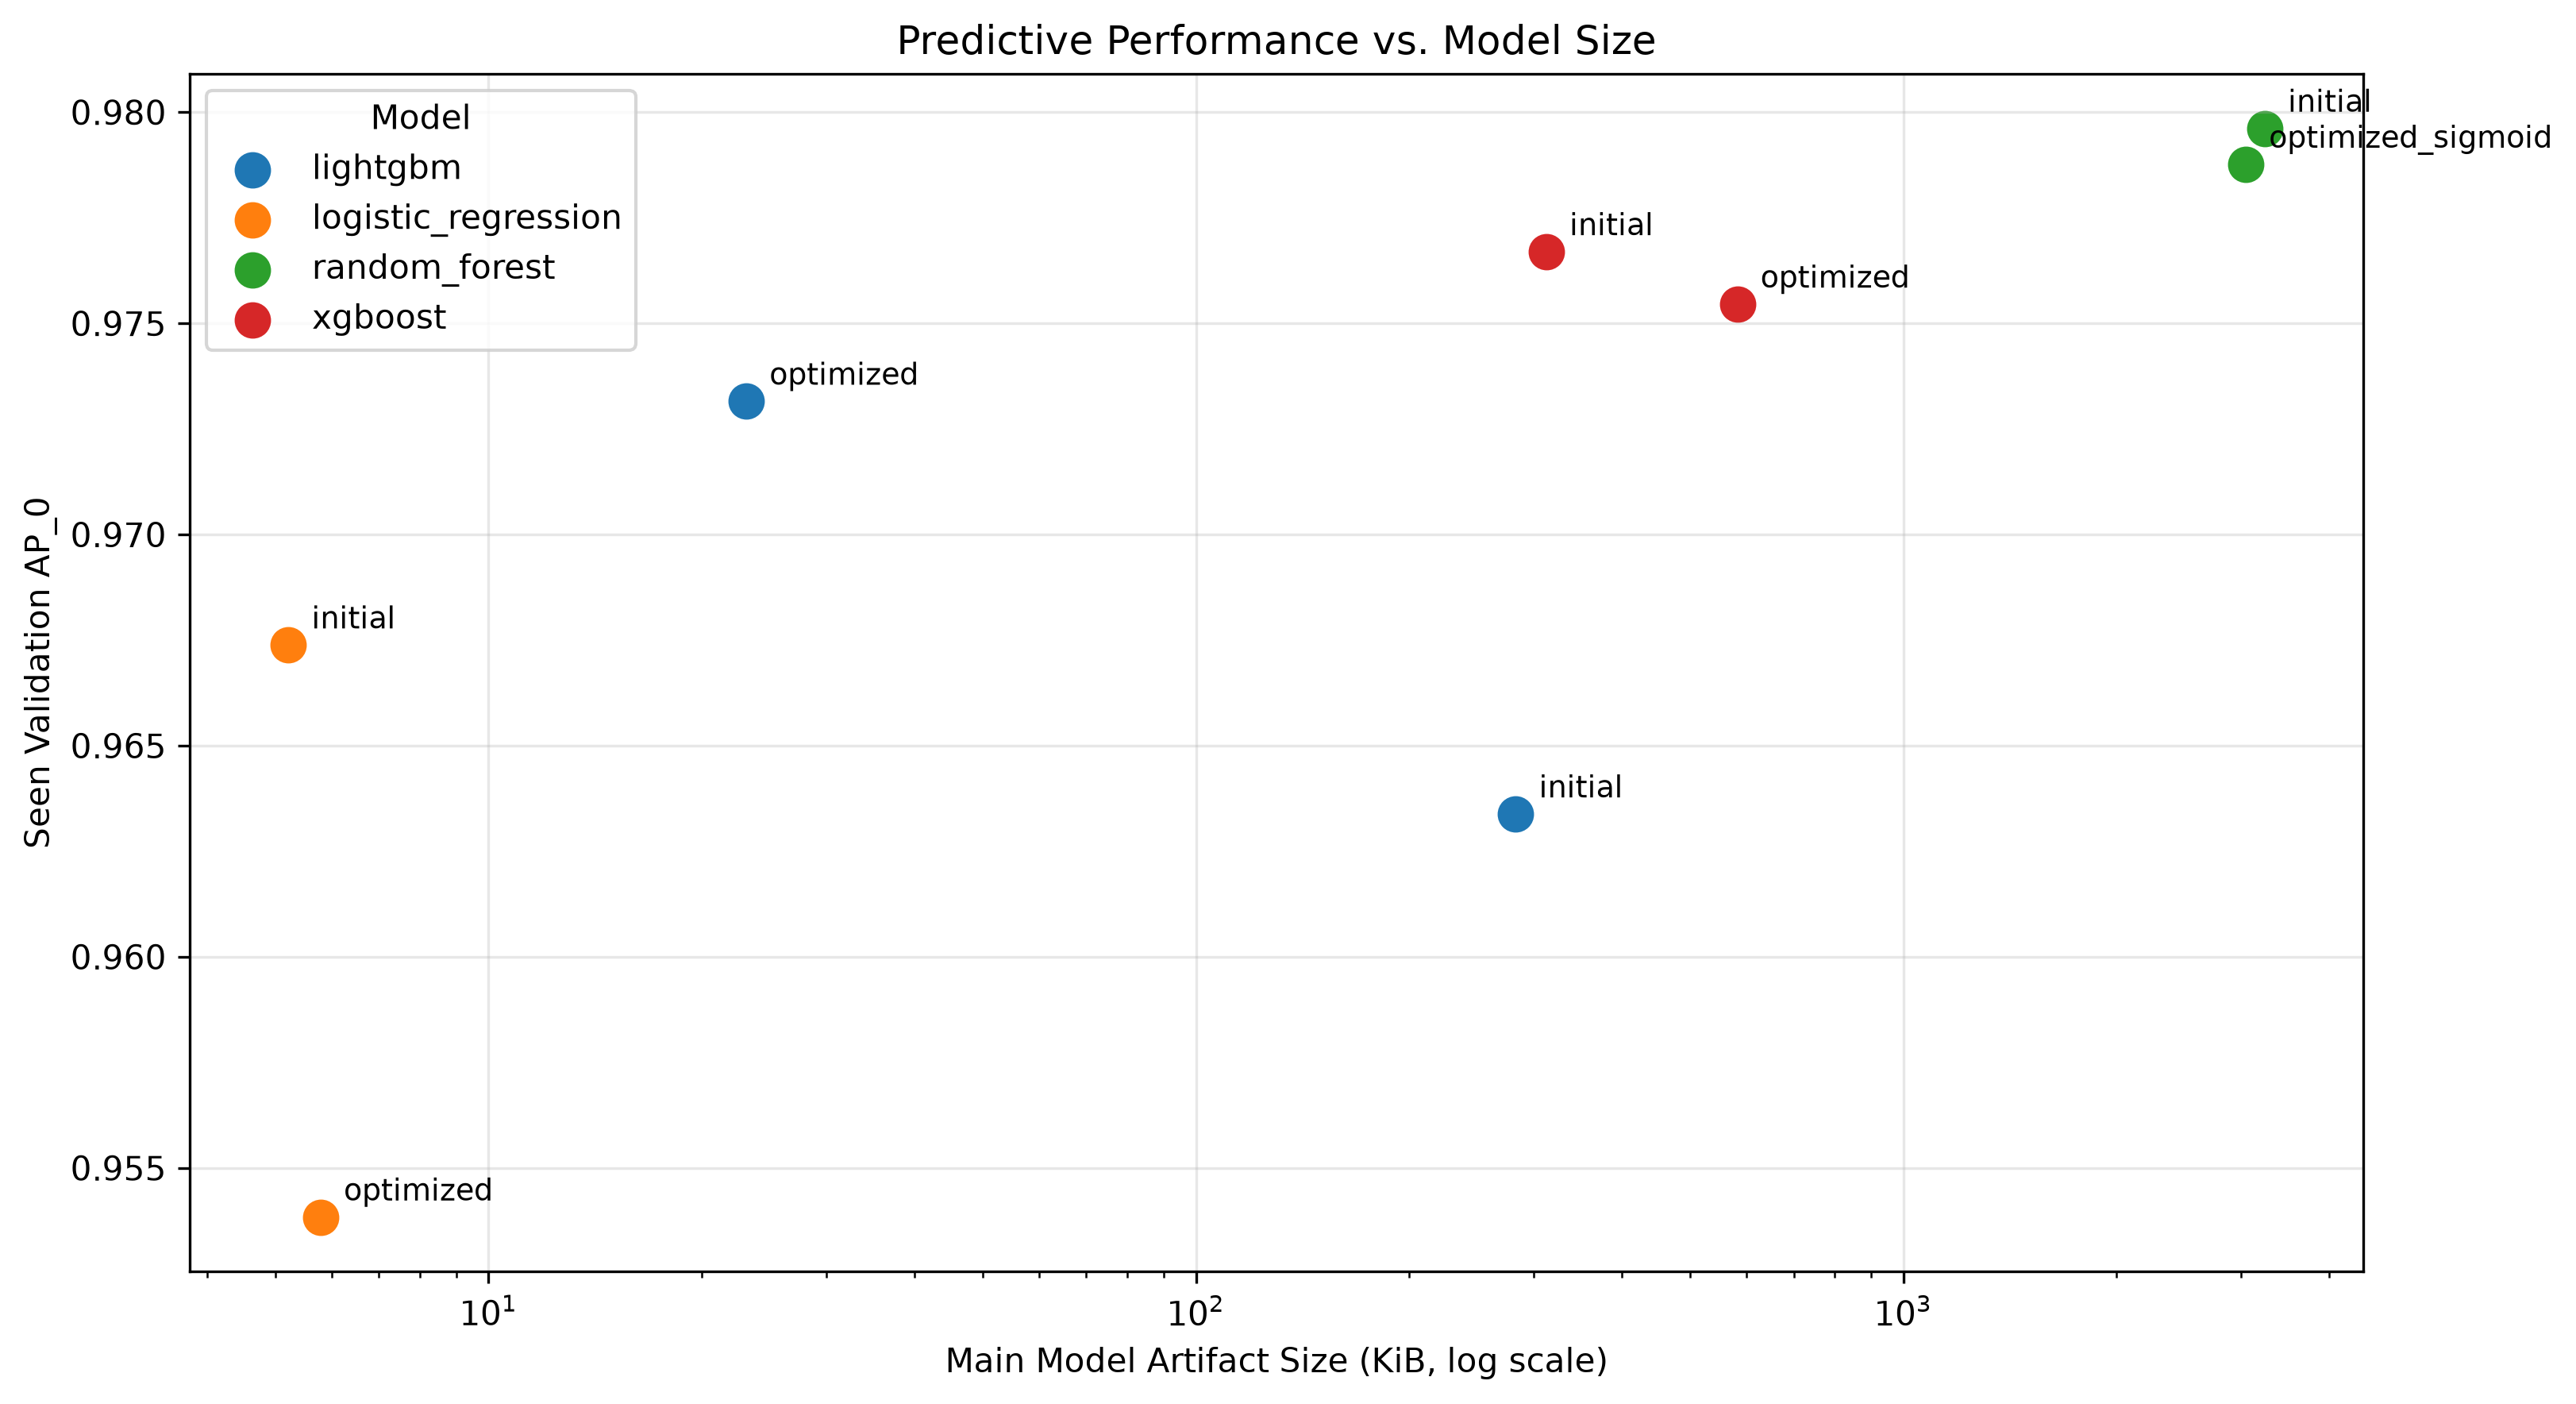 Predictive Performance vs. Model Size
Model
lightgbm
logistic_regression
random_forest
xgboost
initial
optimized_sigmoid
initial
optimized
optimized
initial
initial
optimized
0.980
0.975
0.970
0.965
0.960
0.955
Seen Validation AP_0
10¹
10²
10³
Main Model Artifact Size (KiB, log scale)